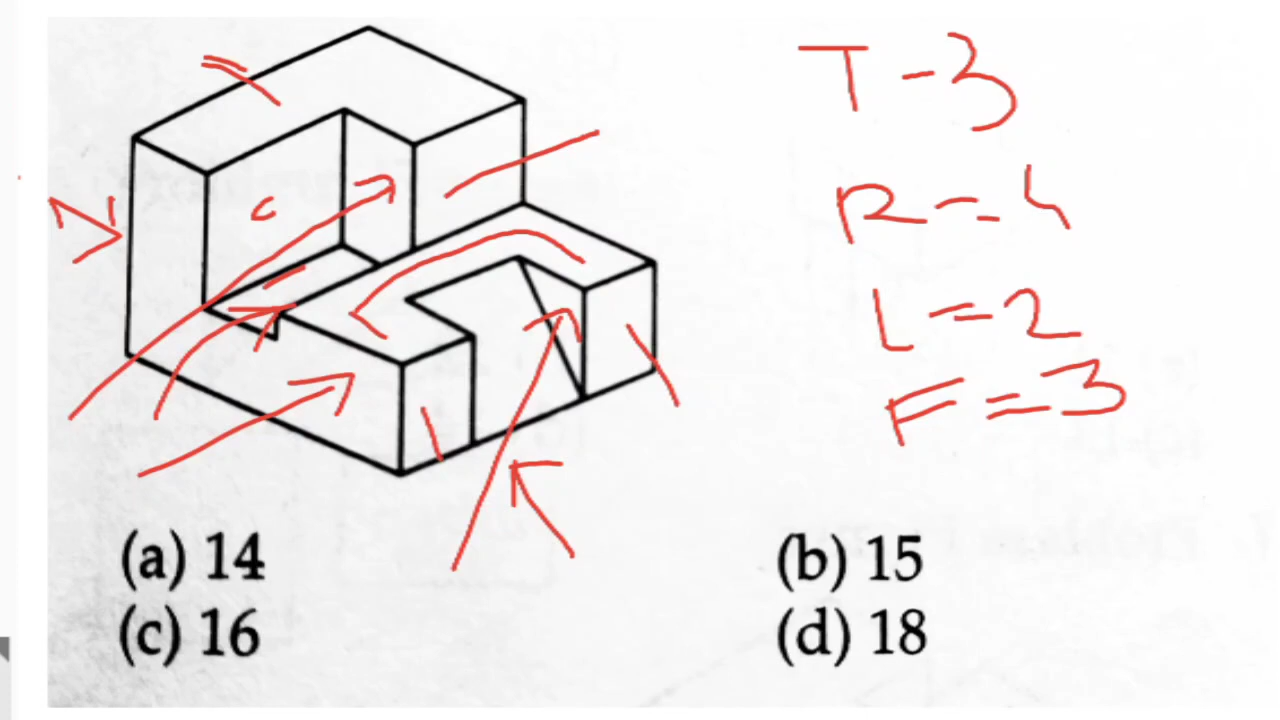 T - 3
R - 4
L = 2
F = 3
(a) 14
(b) 15
(c) 16
(d) 18